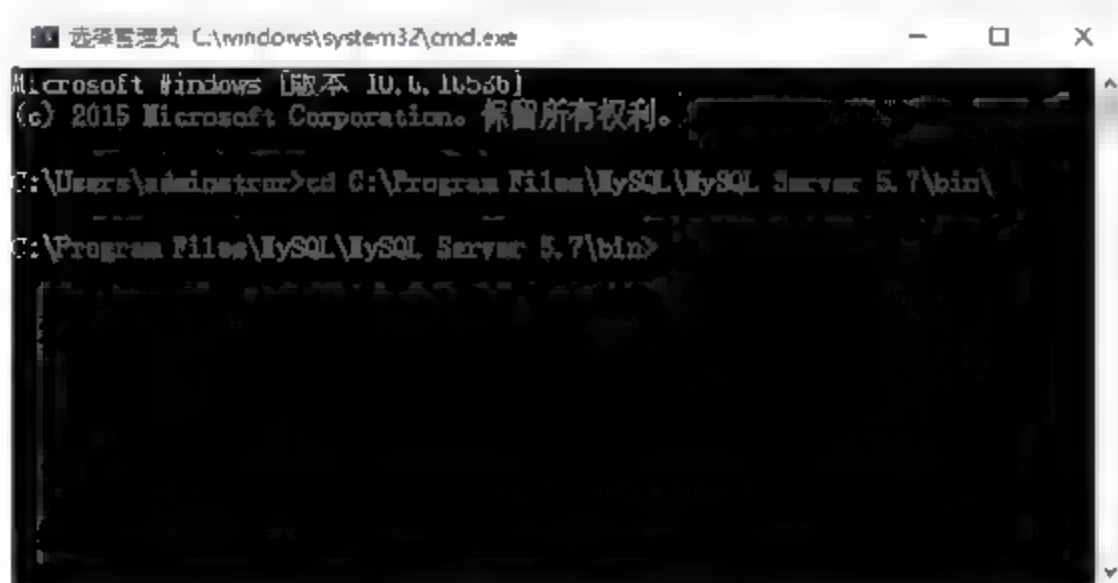 选择管理员 C:\windows\system32\cmd.exe
Microsoft Windows [版本 10.0.10586]
(c) 2015 Microsoft Corporation。保留所有权利。
C:\Users\adminstror>cd C:\Program Files\MySQL\MySQL Server 5.7\bin\
C:\Program Files\MySQL\MySQL Server 5.7\bin>